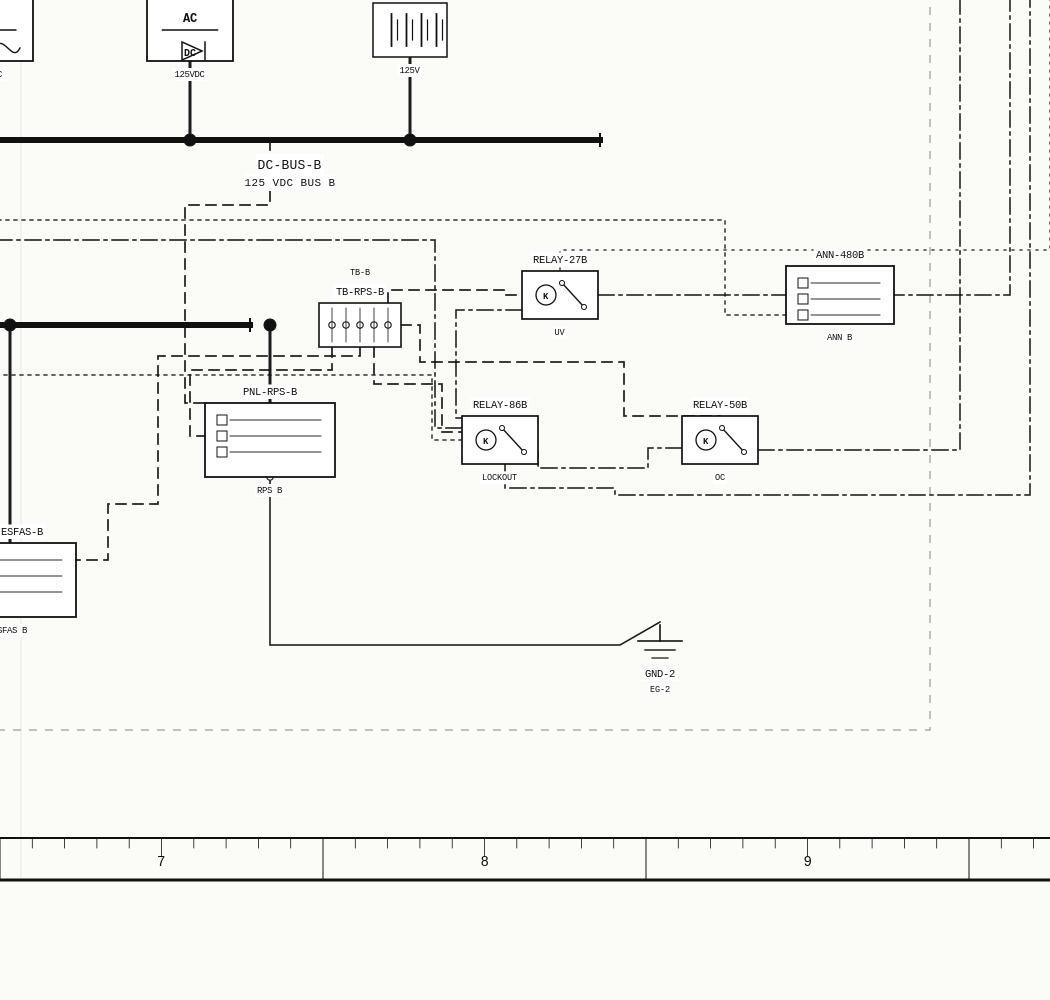 AC
DC
125VDC
125V
DC-BUS-B
125 VDC BUS B
RELAY-27B
K
UV
ANN-480B
ANN B
TB-B
TB-RPS-B
PNL-RPS-B
RPS B
RELAY-86B
K
LOCKOUT
RELAY-50B
K
OC
ESFAS-B
SFAS B
GND-2
EG-2
7
8
9